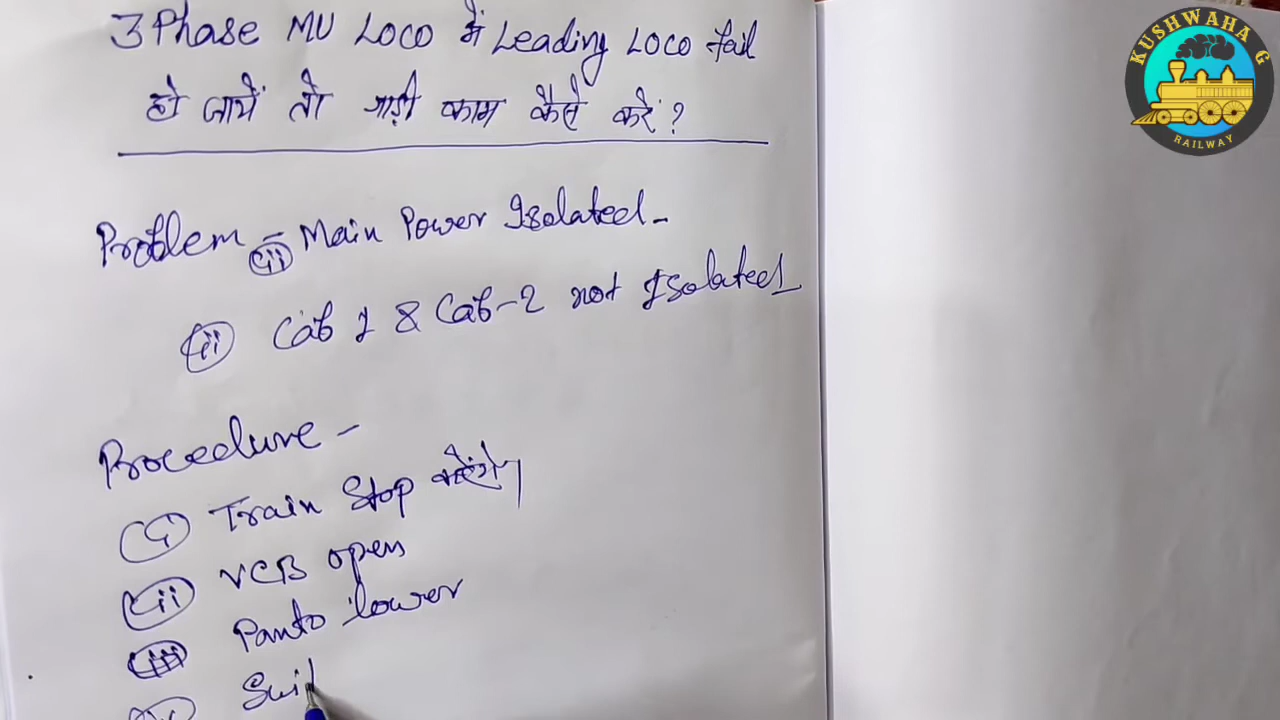 3 Phase MU LOCO में Leading LOCO fail
हो जायें तो गाड़ी काम कैसे करें?
Problem - (i) Main Power Isolated -
(ii) Cab 1 & Cab-2 not Isolated
Procedure -
(i) Train Stop करेंगे।
(ii) VCB open
(iii) Panto lower
KUSHWAHA G
RAILWAY